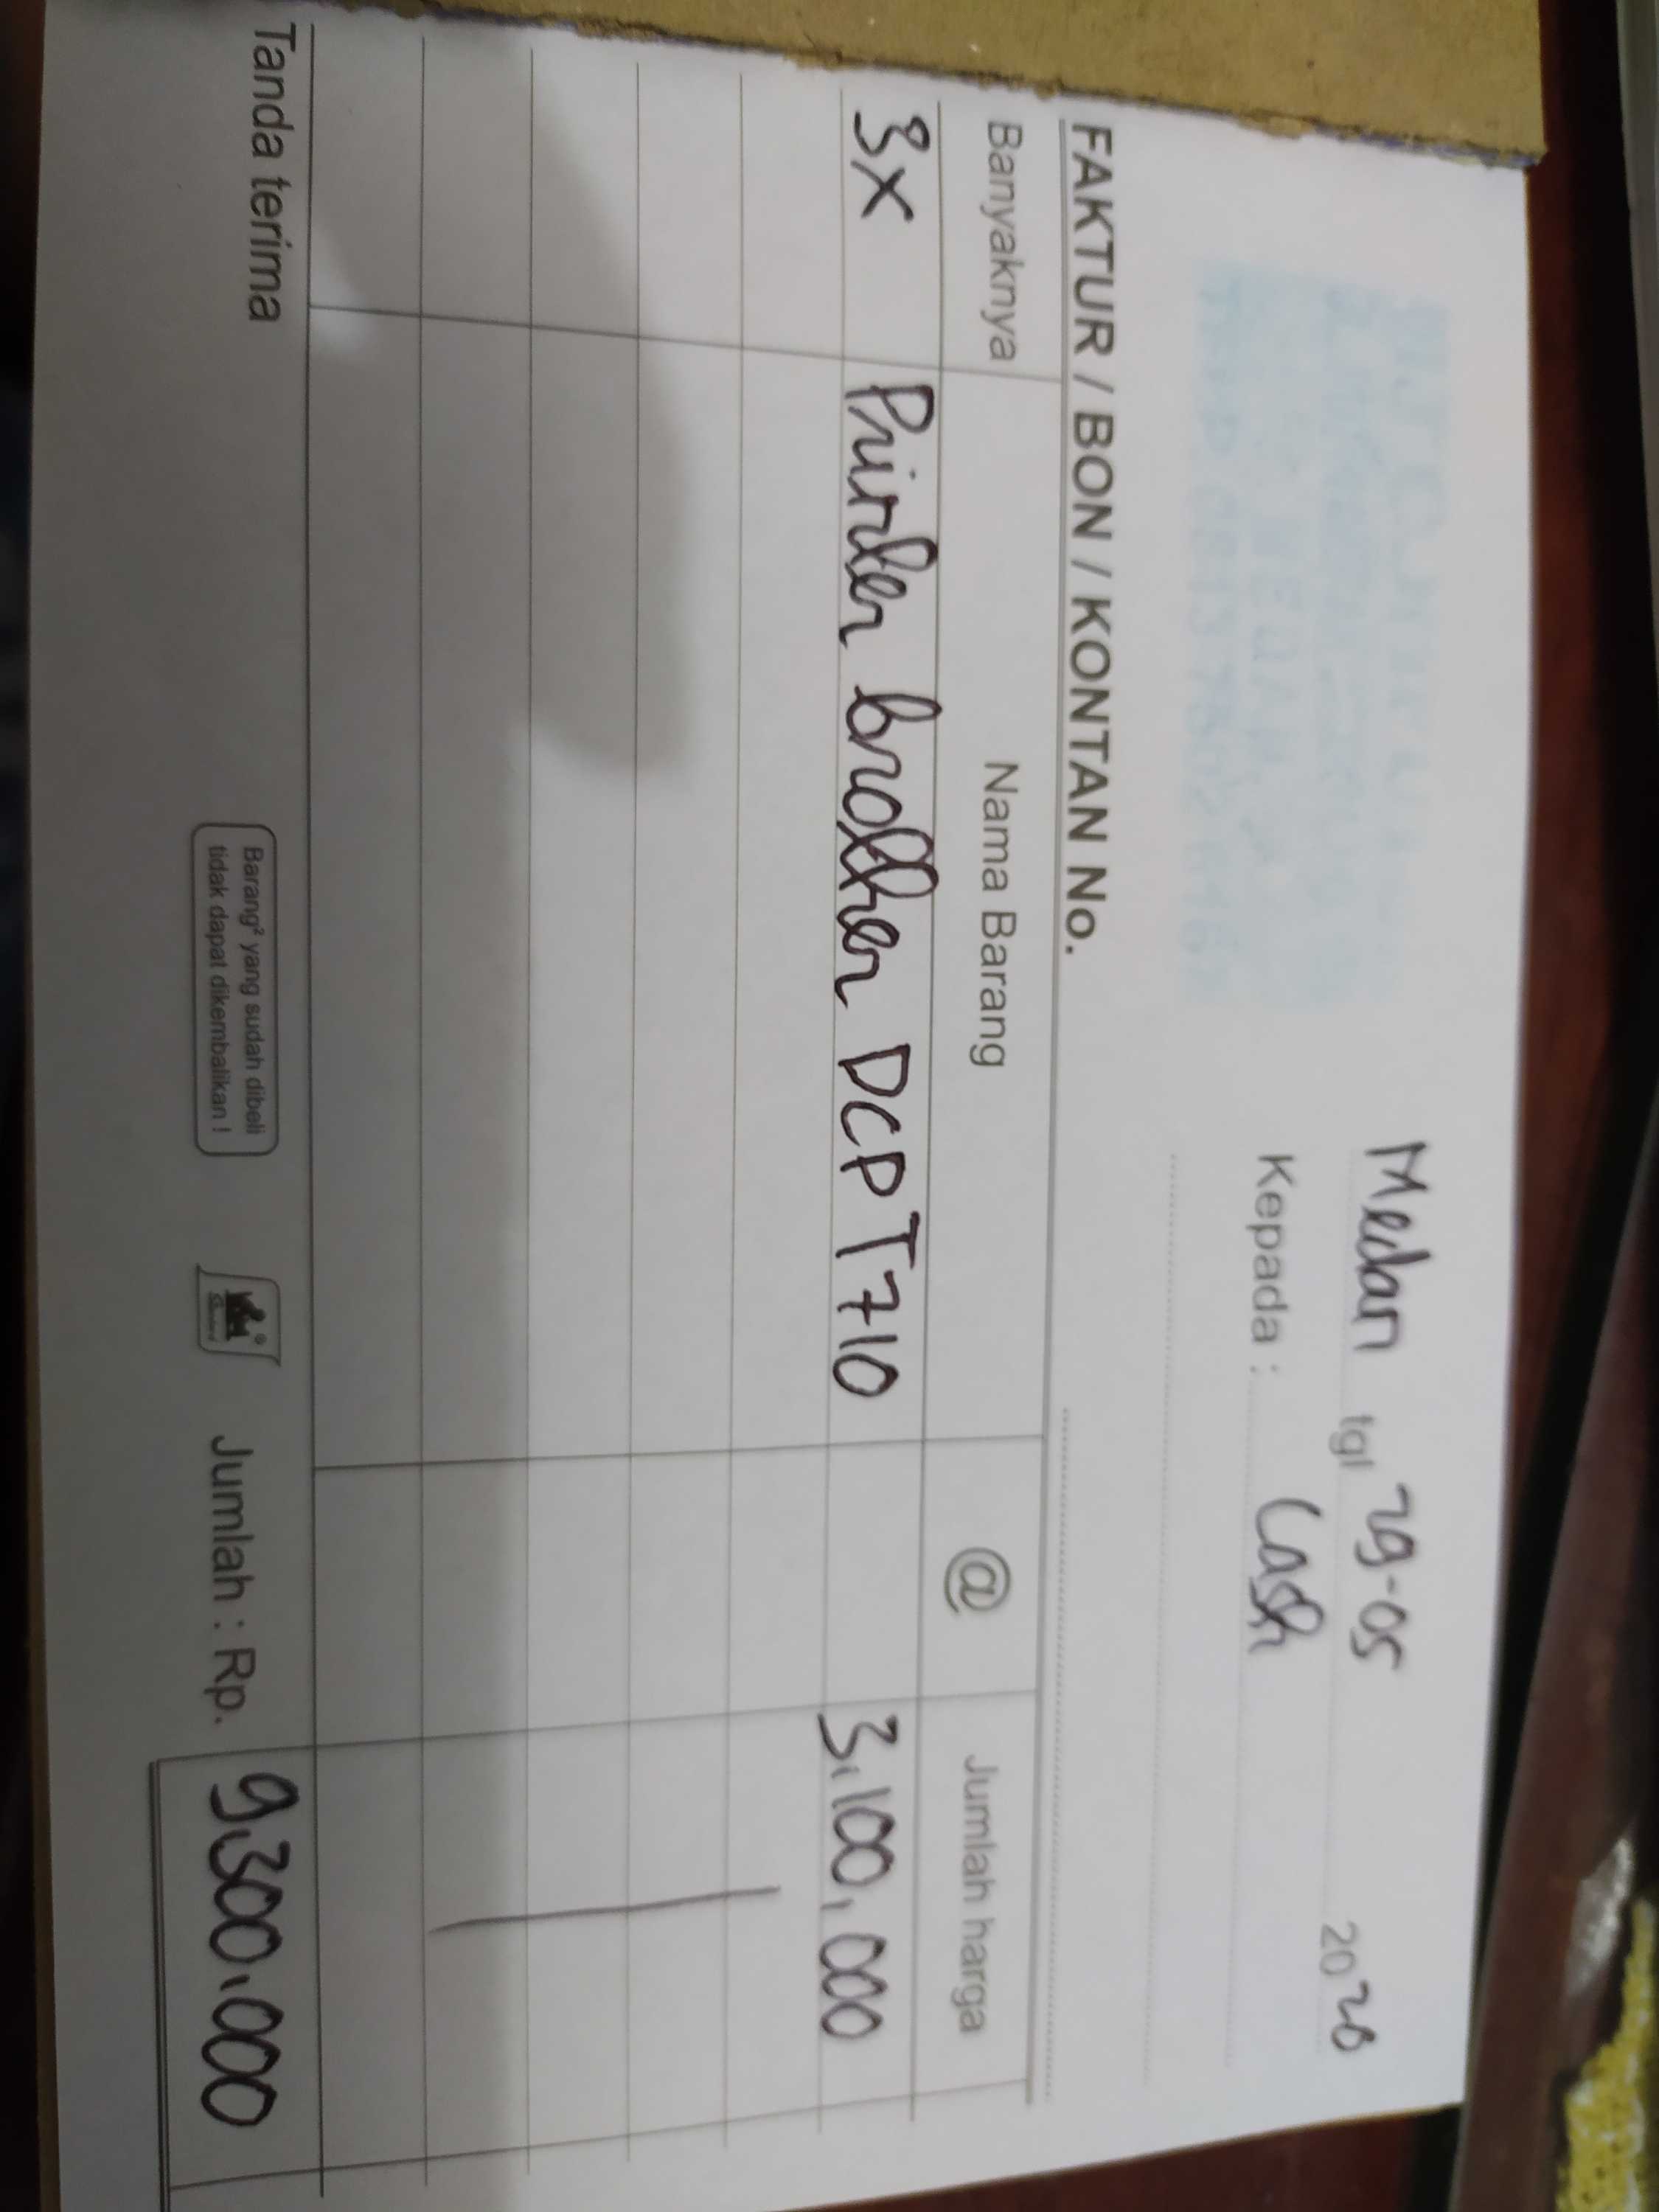 Medan tgl 29-05 2020
Kepada : Cash
FAKTUR / BON / KONTAN No.
Banyaknya Nama Barang @ Jumlah harga
3x Printer brother DCP T710 3.100.000
Tanda terima
Barang² yang sudah dibeli
tidak dapat dikembalikan !
Jumlah : Rp. 9.300.000